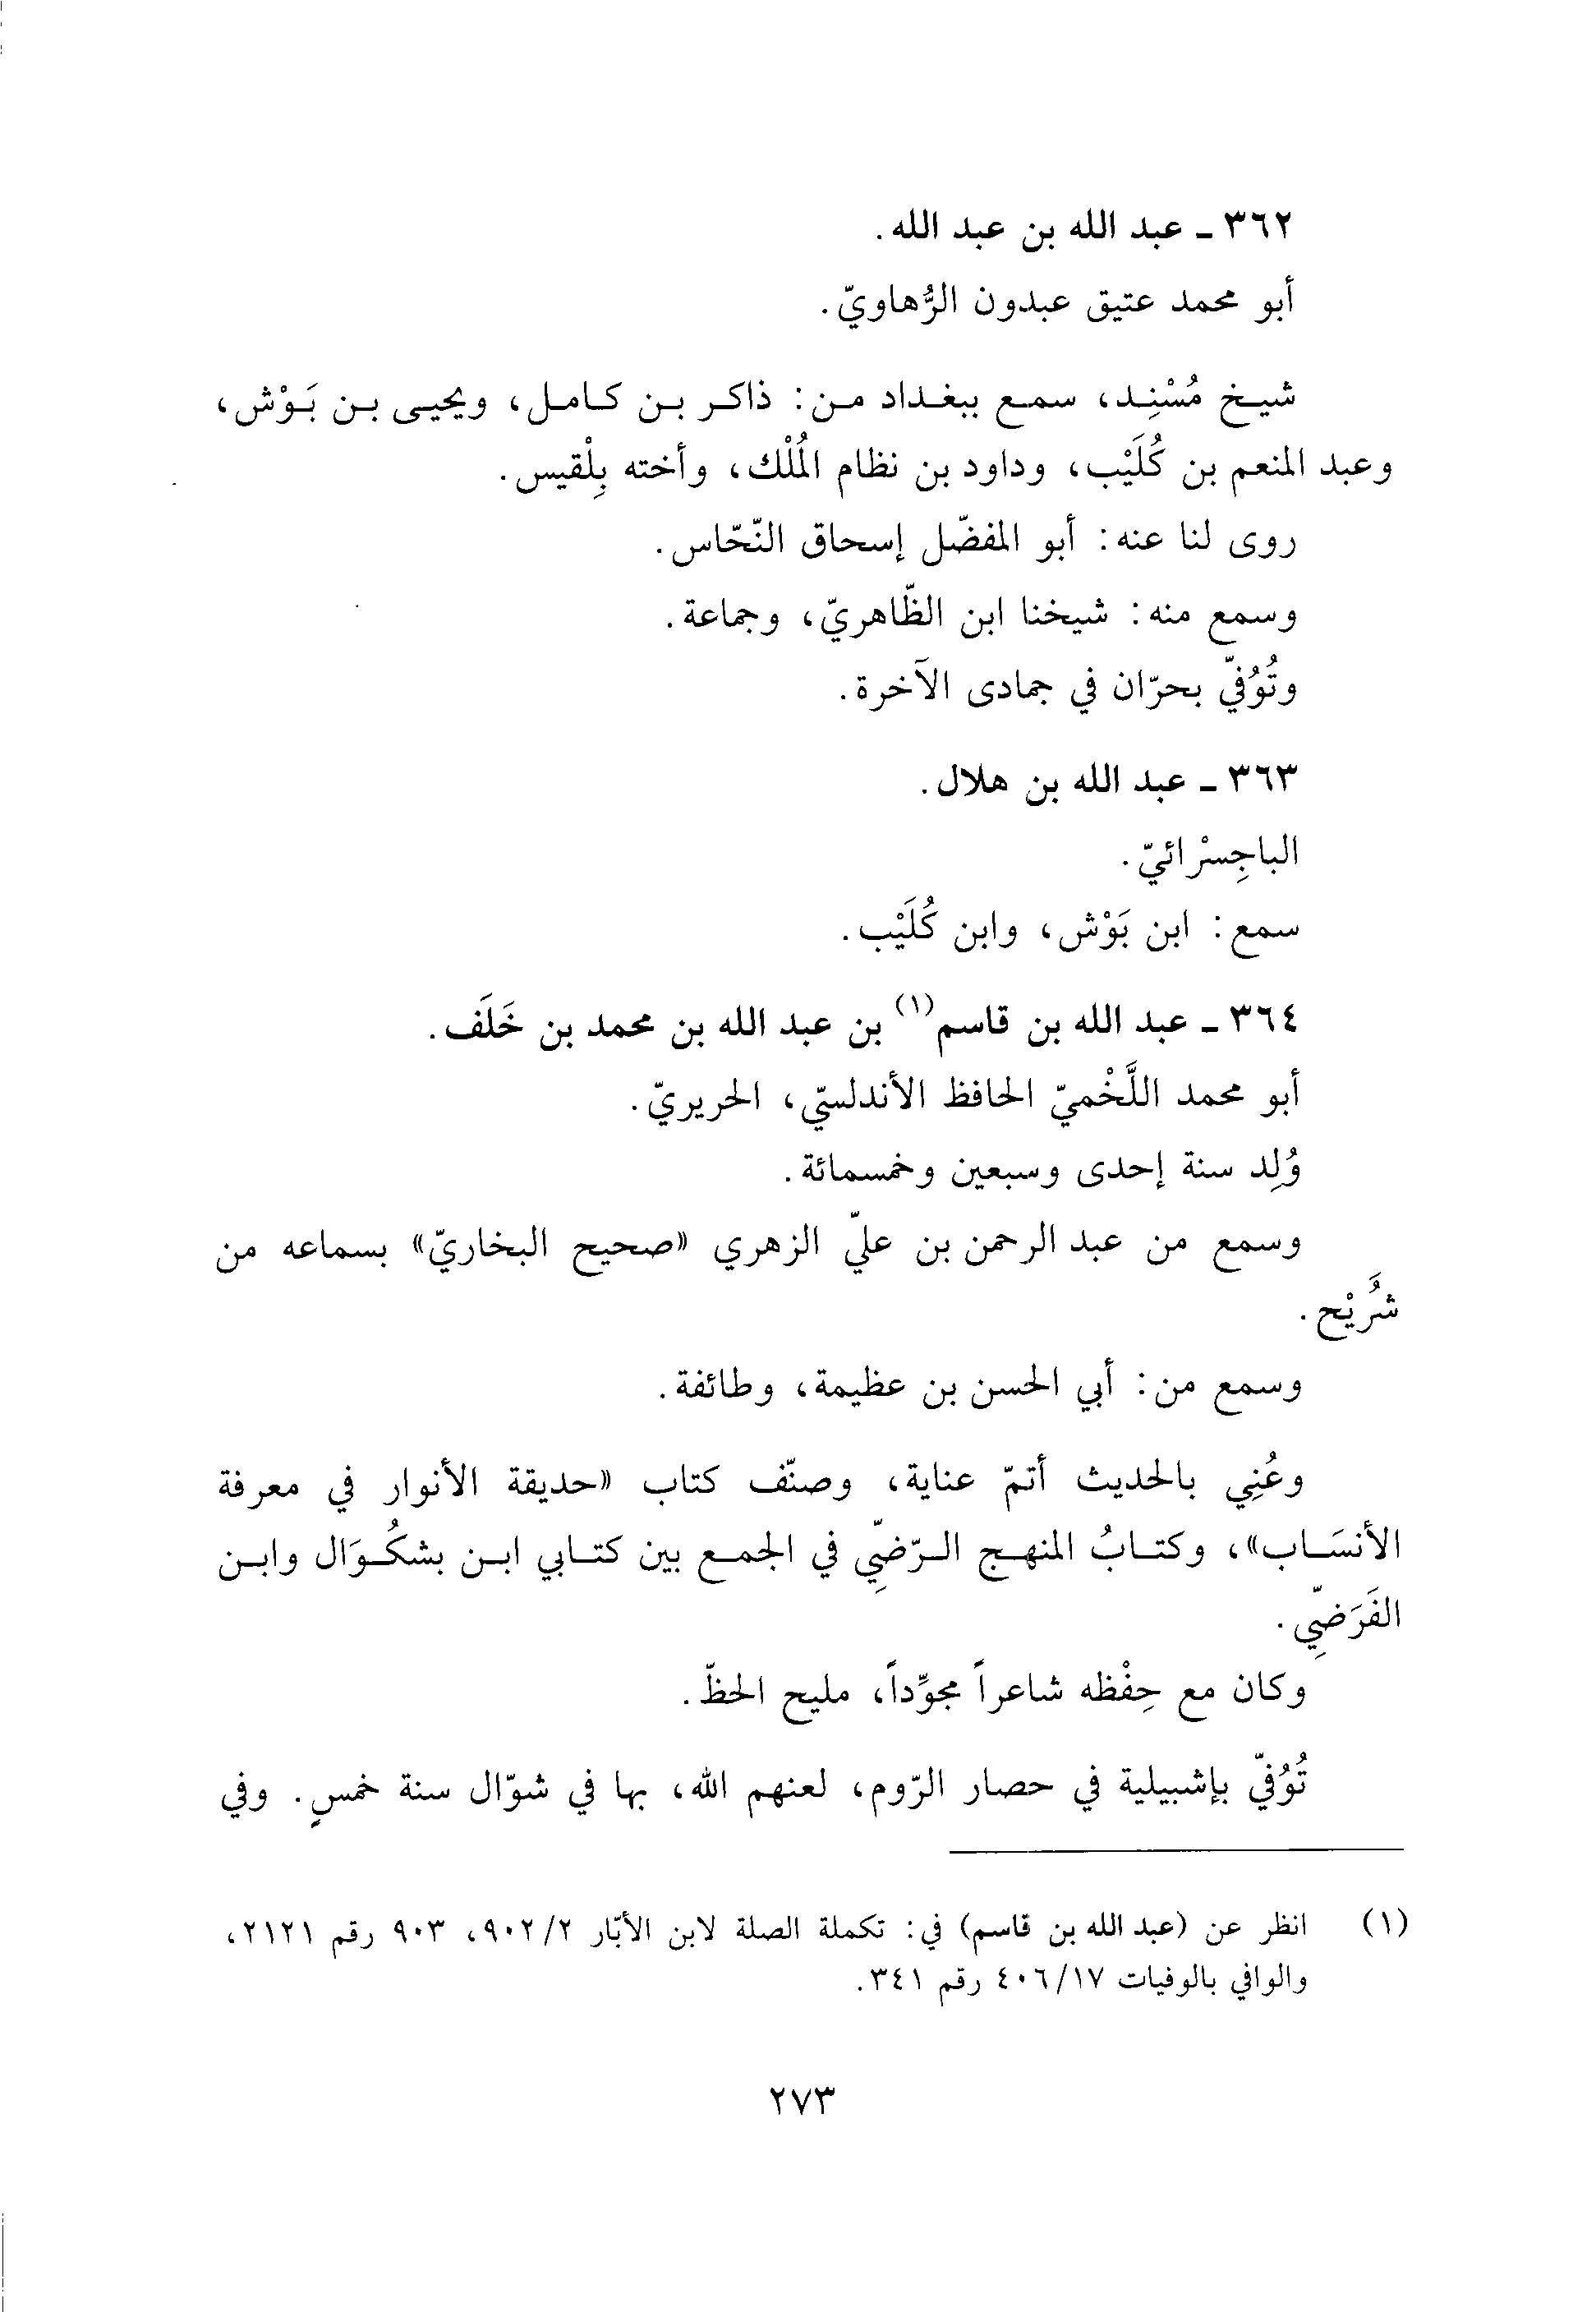 ٣٦٢ ـ عبد الله بن عبد الله.
أبو محمد عتيق عبدون الرُّهاويّ.
شيخ مُسْنِد، سمع ببغداد من: ذاكر بن كامل، ويحيى بن بَوْش،
وعبد المنعم بن كُلَيْب، وداود بن نظام المُلْك، وأخته بِلْقيس.
روى لنا عنه: أبو المفضّل إسحاق النّحّاس.
وسمع منه: شيخنا ابن الظّاهريّ، وجماعة.
وتُوُفّي بحرّان في جمادى الآخرة.
٣٦٣ ـ عبد الله بن هلال.
الباجِسْرائيّ.
سمع: ابن بَوْش، وابن كُلَيْب.
٣٦٤ ـ عبد الله بن قاسم(١) بن عبد الله بن محمد بن خَلَف.
أبو محمد اللَّخْميّ الحافظ الأندلسيّ، الحريريّ.
وُلِد سنة إحدى وسبعين وخمسمائة.
وسمع من عبد الرحمن بن عليّ الزهري «صحيح البخاريّ» بسماعه من
شُرَيْح.
وسمع من: أبي الحسن بن عظيمة، وطائفة.
وعُنِي بالحديث أتمّ عناية، وصنّف كتاب «حديقة الأنوار في معرفة
الأنسَاب»، وكتابُ المنهج الرّضيِّ في الجمع بين كتابي ابن بشكُوَال وابن
الفَرَضيِّ.
وكان مع حِفْظه شاعراً مجوِّداً، مليح الحظّ.
تُوُفّي بإشبيلية في حصار الرّوم، لعنهم الله، بها في شوّال سنة خمسٍ. وفي
(١) انظر عن (عبد الله بن قاسم) في: تكملة الصلة لابن الأبّار ٩٠٢/٢، ٩٠٣ رقم ٢١٢١،
والوافي بالوفيات ٤٠٦/١٧ رقم ٣٤١.
٢٧٣